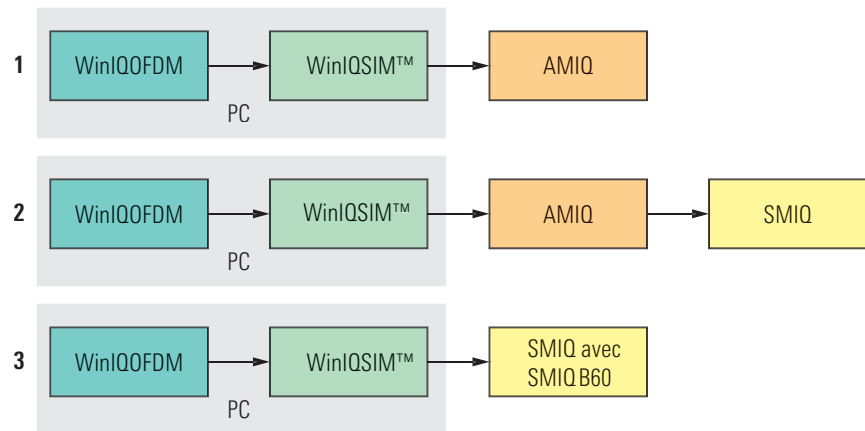 1 WinIQOFDM WinIQSIM™ AMIQ
PC
2 WinIQOFDM WinIQSIM™ AMIQ SMIQ
PC
3 WinIQOFDM WinIQSIM™ SMIQ avec
SMIQ B60
PC